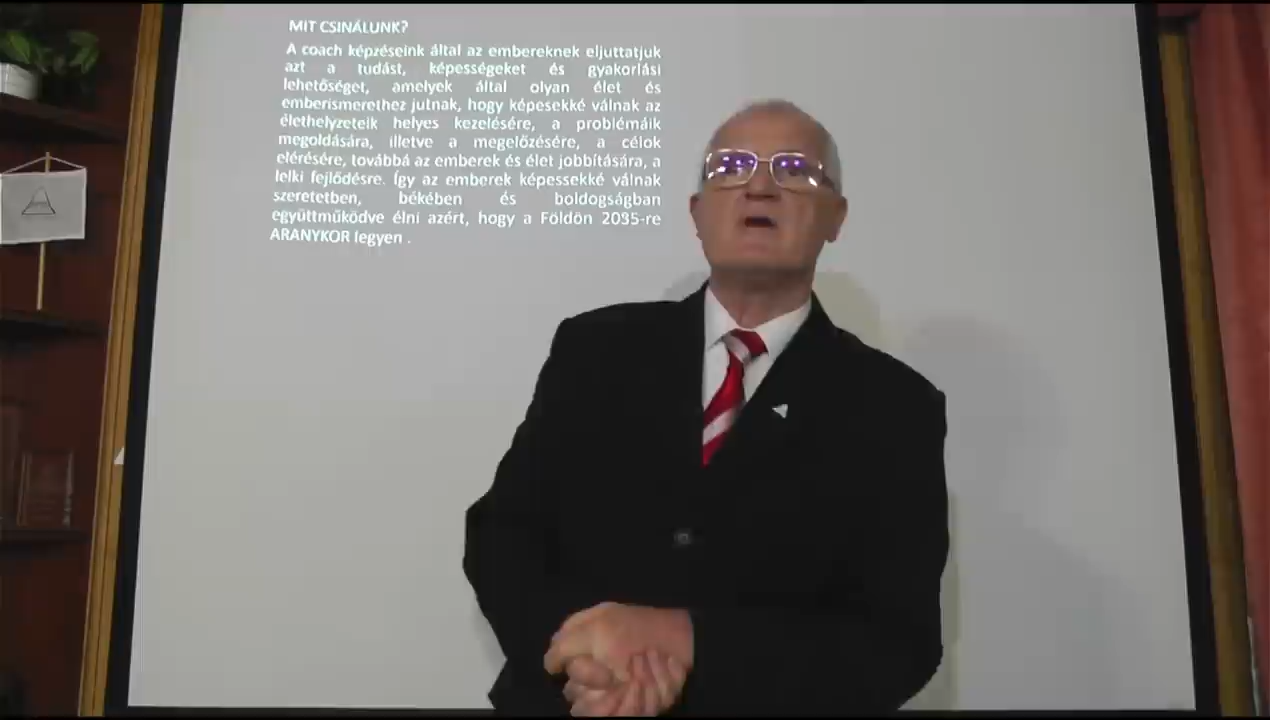 MIT CSINÁLUNK?
A coach képzéseink által az embereknek eljuttatjuk
azt a tudást, képességeket és gyakorlási
lehetőséget, amelyek által olyan élet és
emberismerethez jutnak, hogy képesekké válnak az
élethelyzeteik helyes kezelésére, a problémáik
megoldására, illetve a megelőzésére, a célok
elérésére, továbbá az emberek és élet jobbítására, a
lelki fejlődésre. Így az emberek képessekké válnak
szeretetben, békében és boldogságban
együttműködve élni azért, hogy a Földön 2035-re
ARANYKOR legyen .